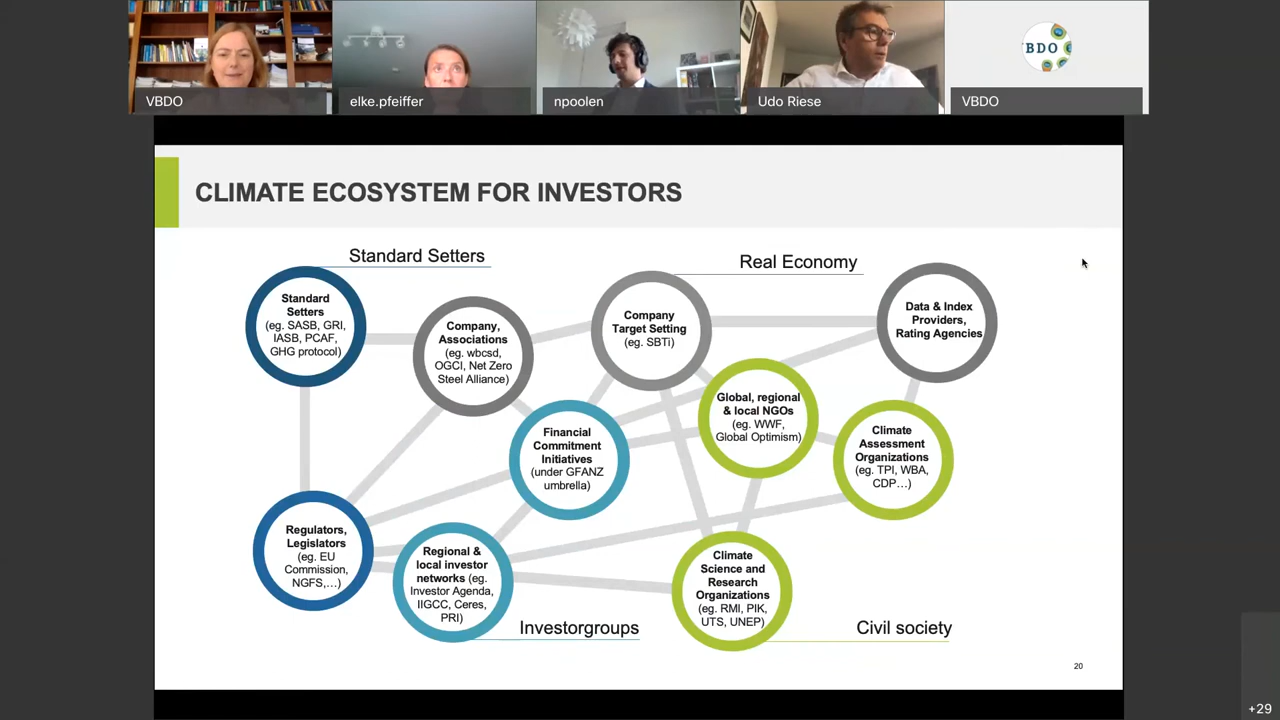 VBDO
elke.pfeiffer
npoolen
Udo Riese
BDO
VBDO
CLIMATE ECOSYSTEM FOR INVESTORS
Standard Setters
Real Economy
Standard
Setters
(eg. SASB, GRI,
IASB, PCAF,
GHG protocol)
Company,
Associations
(eg. wbcsd,
OGCI, Net Zero
Steel Alliance)
Company
Target Setting
(eg. SBTi)
Data & Index
Providers,
Rating Agencies
Financial
Commitment
Initiatives
(under GFANZ
umbrella)
Global, regional
& local NGOs
(eg. WWF,
Global Optimism)
Climate
Assessment
Organizations
(eg. TPI, WBA,
CDP…)
Regulators,
Legislators
(eg. EU
Commission,
NGFS,…)
Regional &
local investor
networks (eg.
Investor Agenda,
IIGCC, Ceres,
PRI)
Climate
Science and
Research
Organizations
(eg. RMI, PIK,
UTS, UNEP)
Investorgroups
Civil society
20
+29